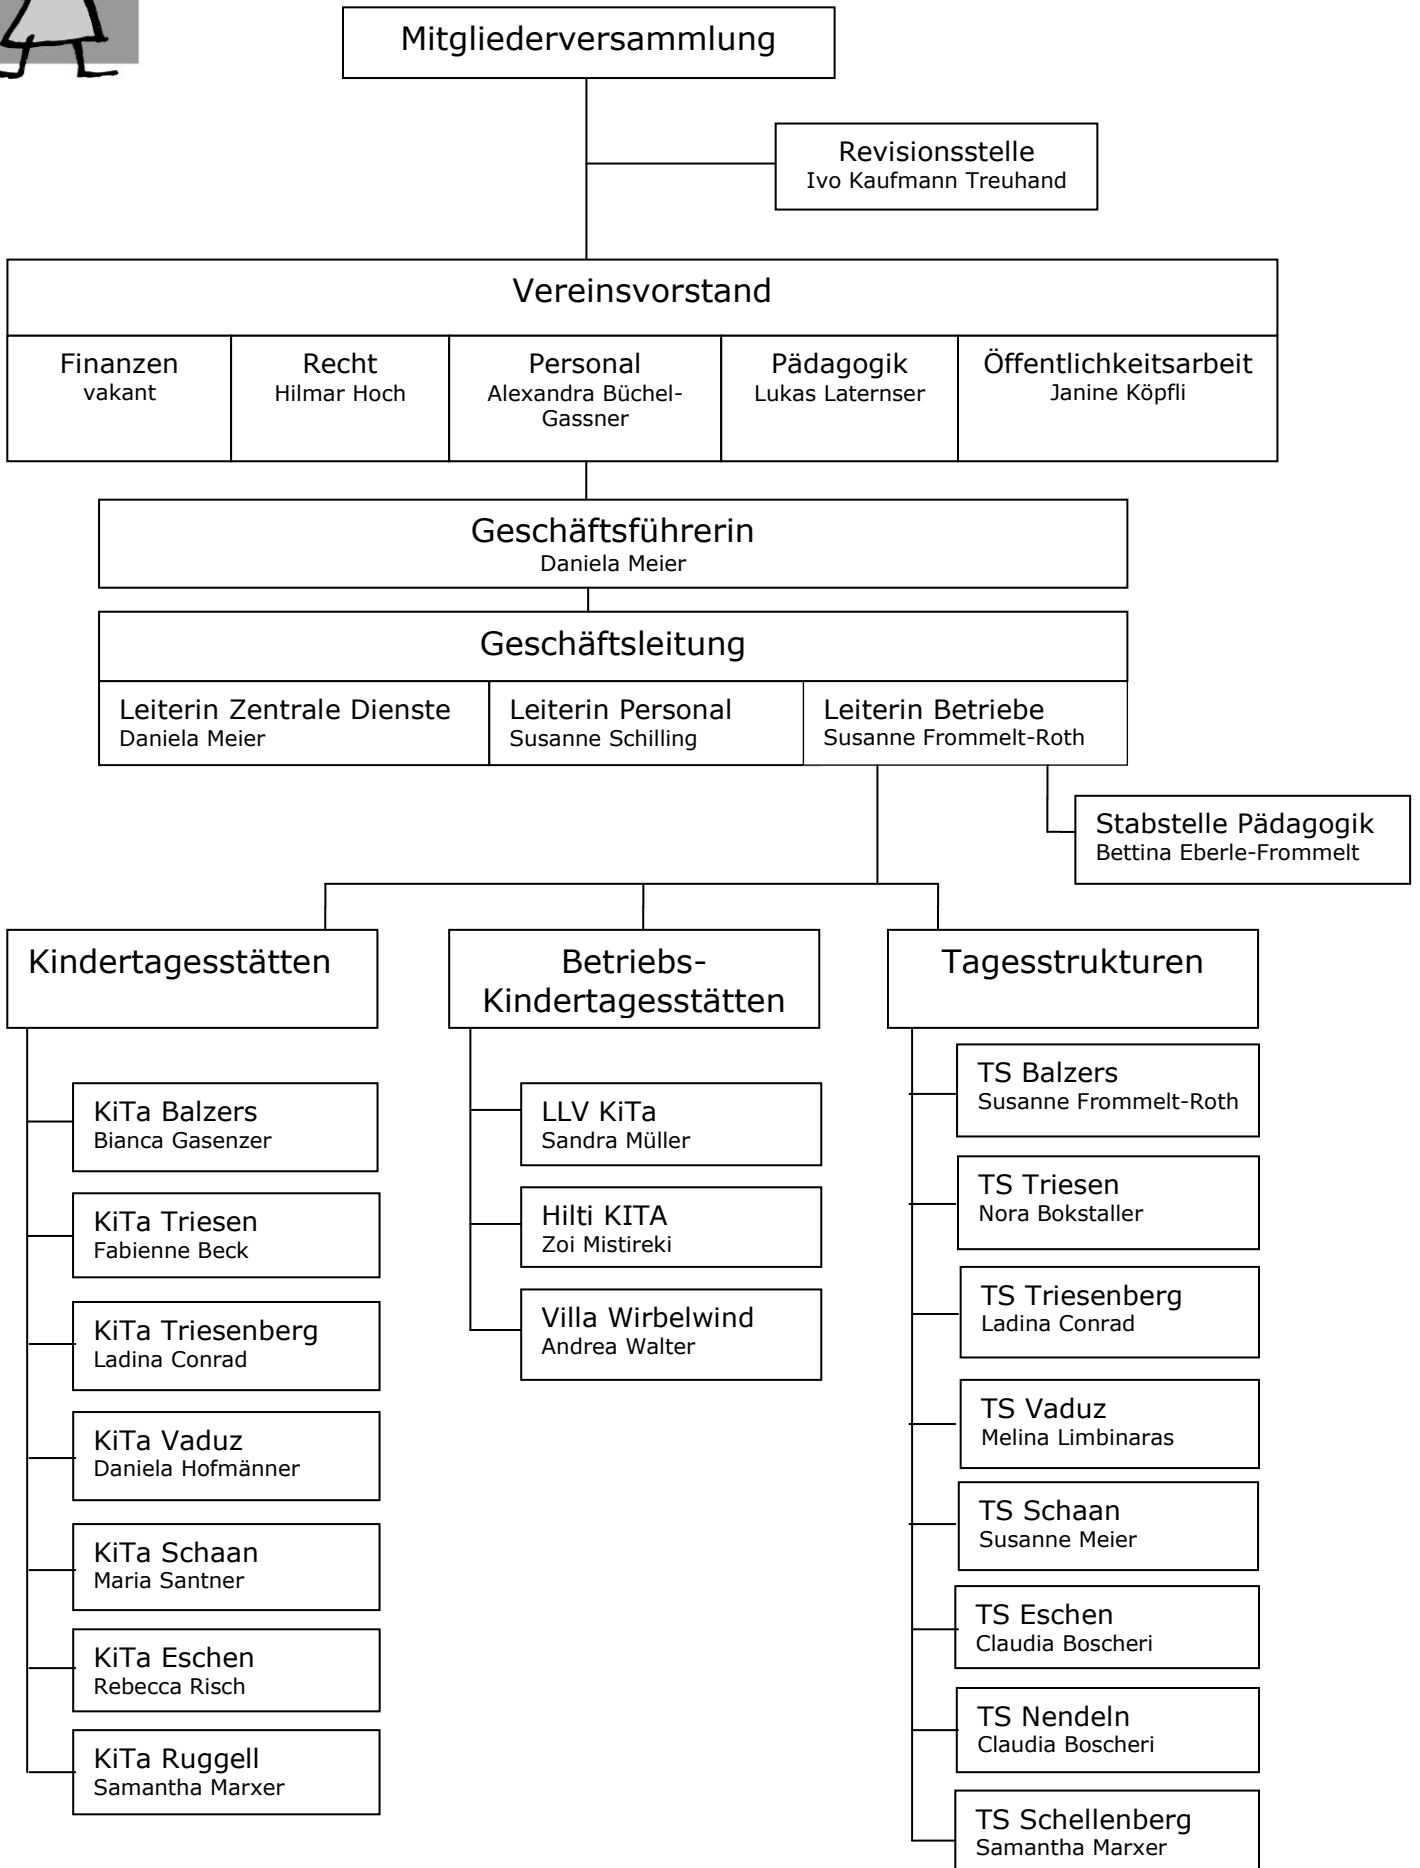 Mitgliederversammlung
Revisionsstelle
Ivo Kaufmann Treuhand
Vereinsvorstand
Finanzen
vakant
Recht
Hilmar Hoch
Personal
Alexandra Büchel-
Gassner
Pädagogik
Lukas Laternser
Öffentlichkeitsarbeit
Janine Köpfli
Geschäftsführerin
Daniela Meier
Geschäftsleitung
Leiterin Zentrale Dienste
Daniela Meier
Leiterin Personal
Susanne Schilling
Leiterin Betriebe
Susanne Frommelt-Roth
Stabstelle Pädagogik
Bettina Eberle-Frommelt
Kindertagesstätten
KiTa Balzers
Bianca Gasenzer
KiTa Triesen
Fabienne Beck
KiTa Triesenberg
Ladina Conrad
KiTa Vaduz
Daniela Hofmänner
KiTa Schaan
Maria Santner
KiTa Eschen
Rebecca Risch
KiTa Ruggell
Samantha Marxer
Betriebs-
Kindertagesstätten
LLV KiTa
Sandra Müller
Hilti KITA
Zoi Mistireki
Villa Wirbelwind
Andrea Walter
Tagesstrukturen
TS Balzers
Susanne Frommelt-Roth
TS Triesen
Nora Bokstaller
TS Triesenberg
Ladina Conrad
TS Vaduz
Melina Limbinaras
TS Schaan
Susanne Meier
TS Eschen
Claudia Boscheri
TS Nendeln
Claudia Boscheri
TS Schellenberg
Samantha Marxer